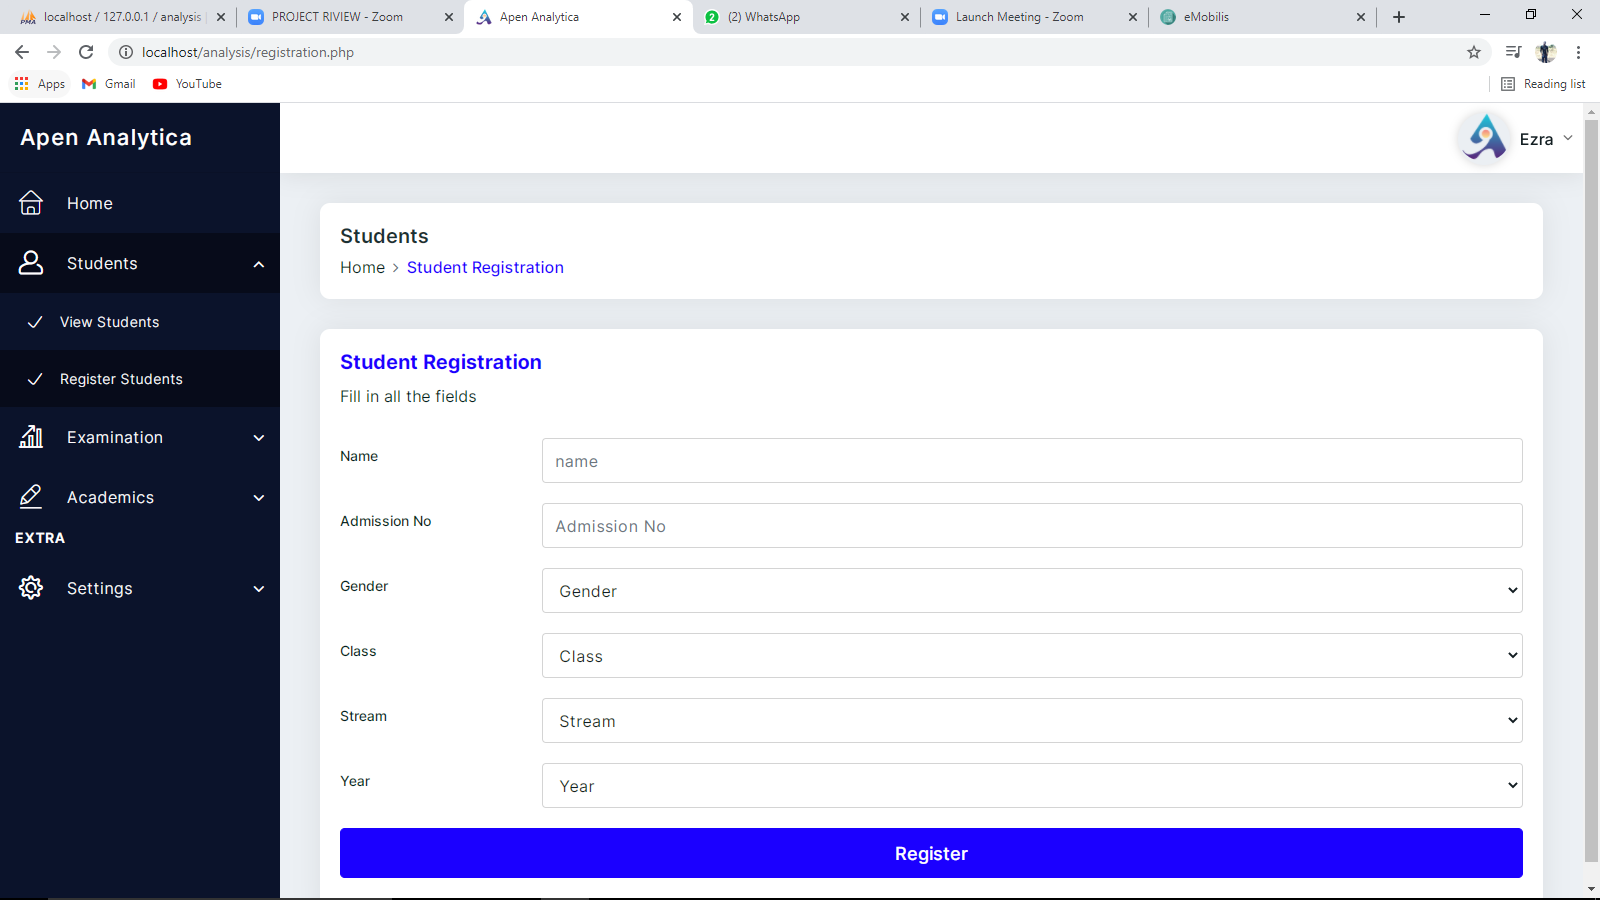 localhost / 127.0.0.1 / analysis
PROJECT RIVIEW - Zoom
Apen Analytica
(2) WhatsApp
Launch Meeting - Zoom
eMobilis
localhost/analysis/registration.php
Apps
Gmail
YouTube
Reading list
Apen Analytica
Ezra
Home
Students
View Students
Register Students
Examination
Academics
EXTRA
Settings
Students
Home > Student Registration
Student Registration
Fill in all the fields
Name
name
Admission No
Admission No
Gender
Gender
Class
Class
Stream
Stream
Year
Year
Register